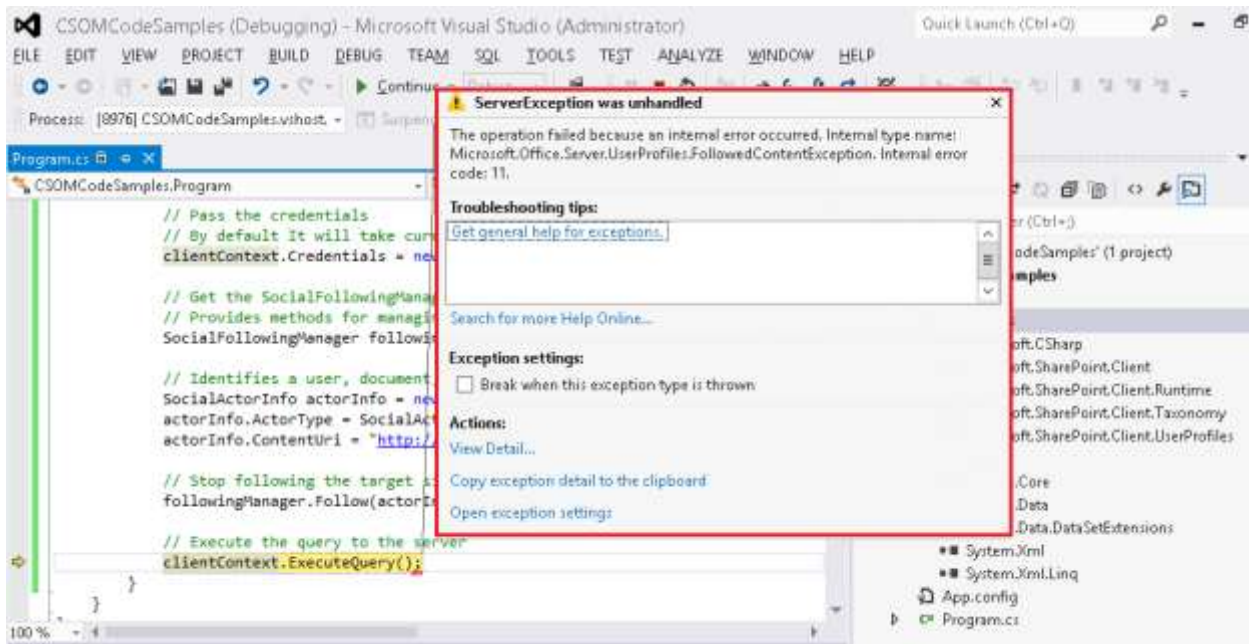 CSOMCodeSamples (Debugging) - Microsoft Visual Studio (Administrator)
Quick Launch (Ctrl+Q)
FILE EDIT VIEW PROJECT BUILD DEBUG TEAM SQL TOOLS TEST ANALYZE WINDOW HELP
Continue
Process: [8976] CSOMCodeSamples.vshost.
Program.cs
CSOMCodeSamples.Program
// Pass the credentials
// By default It will take cur
clientContext.Credentials = new
// Get the SocialFollowingManag
// Provides methods for managi
SocialFollowingManager followi
// Identifies a user, document
SocialActorInfo actorInfo = new
actorInfo.ActorType = SocialAct
actorInfo.ContentUri = "http:/
// Stop following the target
followingManager.Follow(actorI
// Execute the query to the server
clientContext.ExecuteQuery();
}
}
100 %
ServerException was unhandled
The operation failed because an internal error occurred. Internal type name:
Microsoft.Office.Server.UserProfiles.FollowedContentException. Internal error
code: 11.
Troubleshooting tips:
Get general help for exceptions.
Search for more Help Online...
Exception settings:
Break when this exception type is thrown
Actions:
View Detail...
Copy exception detail to the clipboard
Open exception settings
er (Ctrl+;)
odeSamples' (1 project)
mples
oft.CSharp
oft.SharePoint.Client
oft.SharePoint.Client.Runtime
oft.SharePoint.Client.Taxonomy
oft.SharePoint.Client.UserProfiles
.Core
.Data
.Data.DataSetExtensions
System.Xml
System.Xml.Linq
App.config
Program.cs